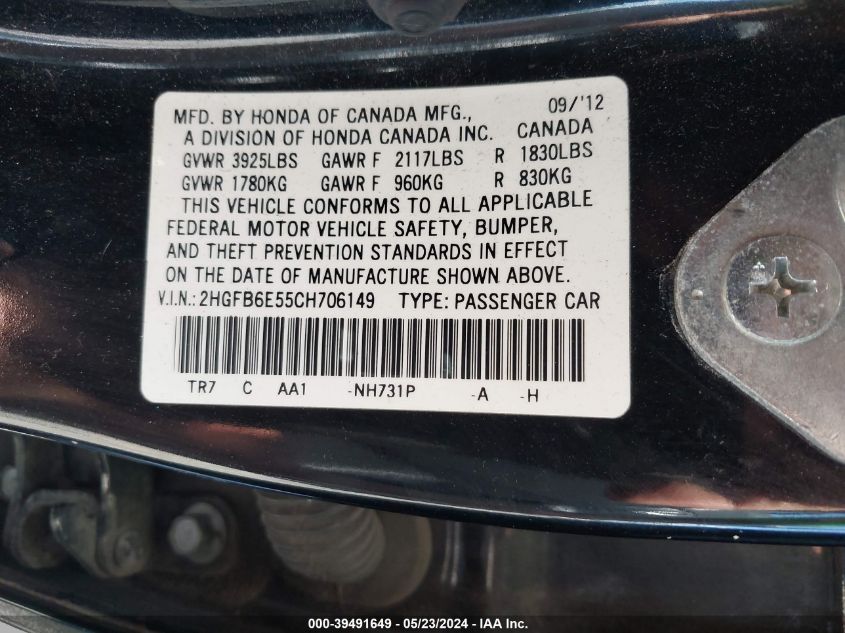 MFD. BY HONDA OF CANADA MFG., 09/'12
A DIVISION OF HONDA CANADA INC. CANADA
GVWR 3925LBS GAWR F 2117LBS R 1830LBS
GVWR 1780KG GAWR F 960KG R 830KG
THIS VEHICLE CONFORMS TO ALL APPLICABLE
FEDERAL MOTOR VEHICLE SAFETY, BUMPER,
AND THEFT PREVENTION STANDARDS IN EFFECT
ON THE DATE OF MANUFACTURE SHOWN ABOVE.
V.I.N.: 2HGFB6E55CH706149 TYPE: PASSENGER CAR
TR7 C AA1 -NH731P -A -H
000-39491649 - 05/23/2024 - IAA Inc.